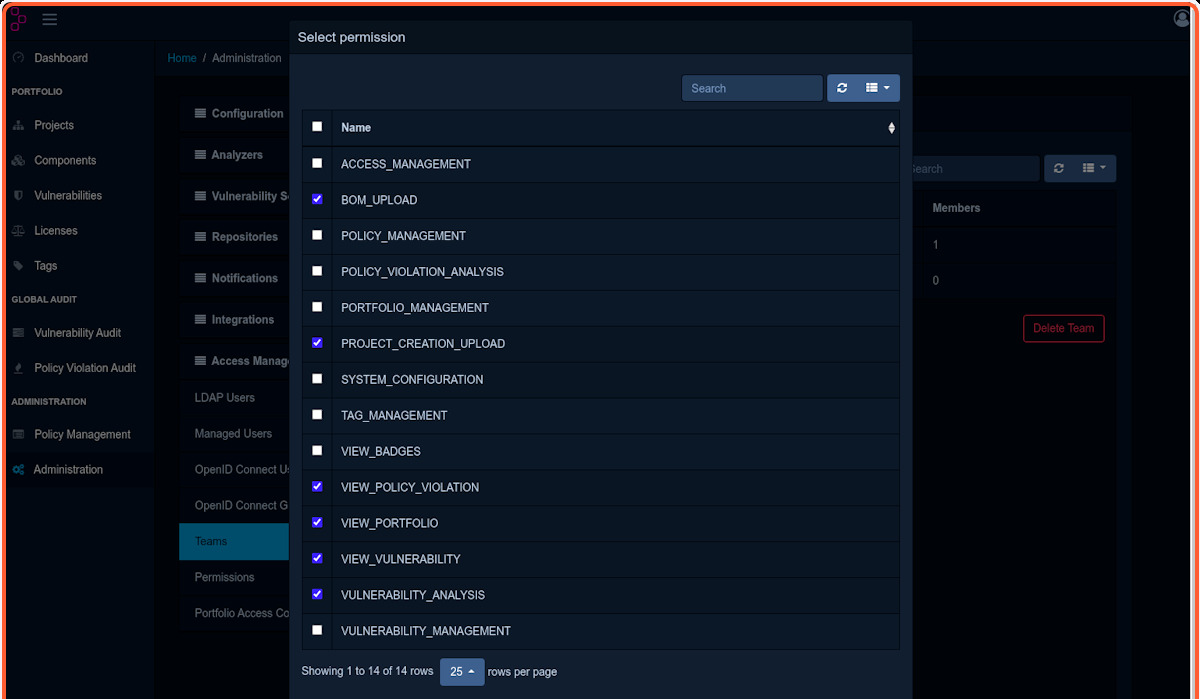 Select permission
Dashboard
Home / Administration
PORTFOLIO
Projects
Components
Vulnerabilities
Licenses
Tags
GLOBAL AUDIT
Vulnerability Audit
Policy Violation Audit
ADMINISTRATION
Policy Management
Administration
Configuration
Analyzers
Vulnerability
Repositories
Notifications
Integrations
Access
LDAP Users
Managed Users
OpenID Connect
OpenID Connect
Teams
Permissions
Portfolio Access
Search
Name
ACCESS_MANAGEMENT
BOM_UPLOAD
POLICY_MANAGEMENT
POLICY_VIOLATION_ANALYSIS
PORTFOLIO_MANAGEMENT
PROJECT_CREATION_UPLOAD
SYSTEM_CONFIGURATION
TAG_MANAGEMENT
VIEW_BADGES
VIEW_POLICY_VIOLATION
VIEW_PORTFOLIO
VIEW_VULNERABILITY
VULNERABILITY_ANALYSIS
VULNERABILITY_MANAGEMENT
Showing 1 to 14 of 14 rows 25 rows per page
Search
Members
1
0
Delete Team